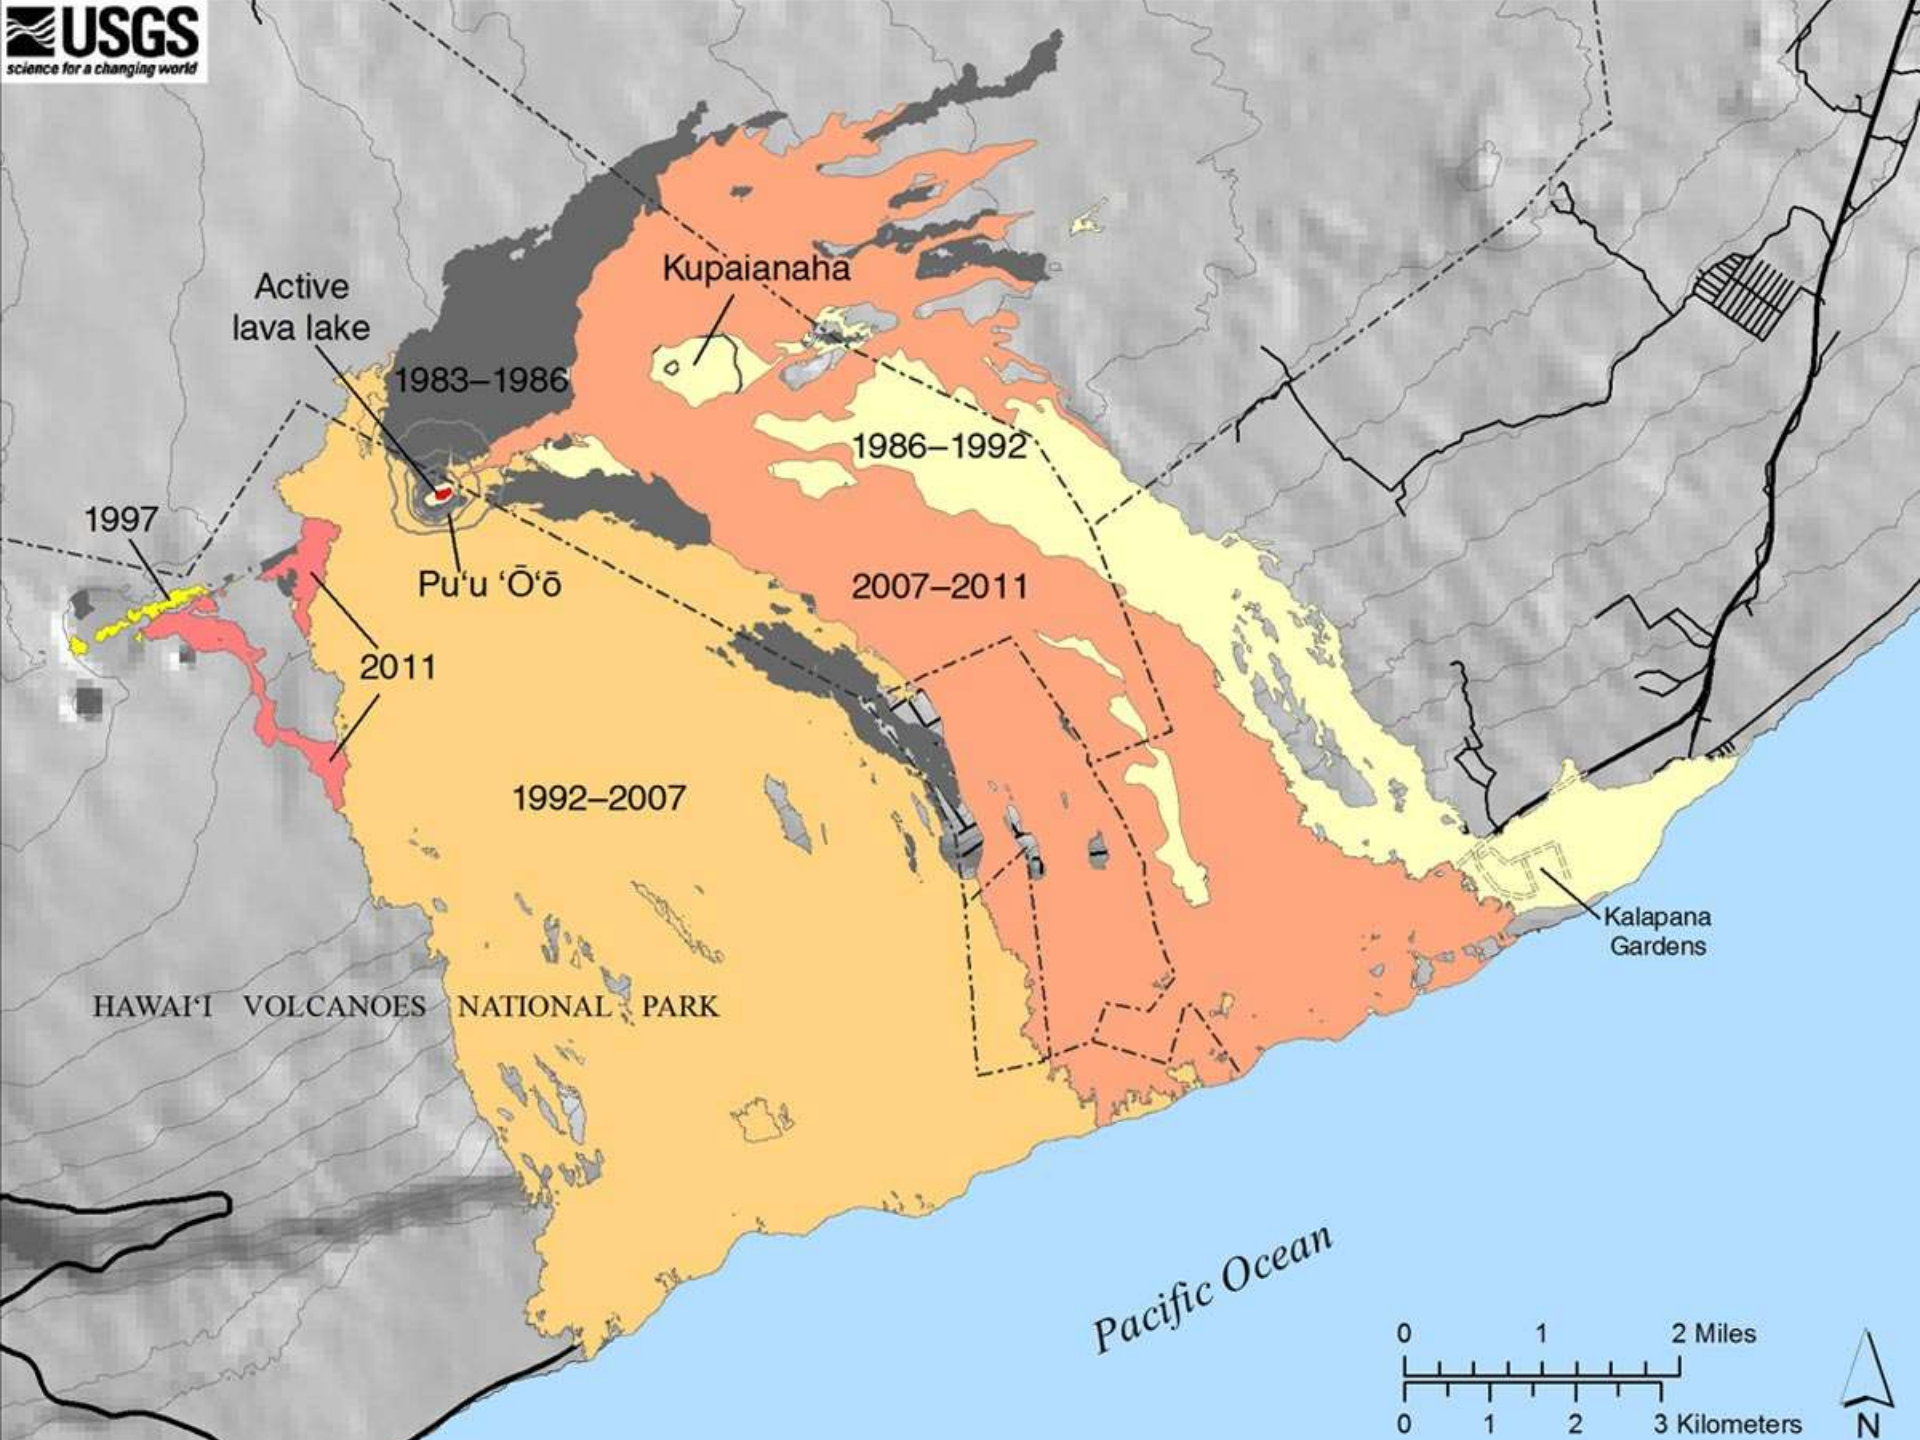 USGS
science for a changing world
Kupaianaha
Active
lava lake
1983–1986
1986–1992
1997
Pu‘u ‘Ō‘ō
2007–2011
2011
1992–2007
Kalapana
Gardens
HAWAI‘I VOLCANOES NATIONAL PARK
Pacific Ocean
0 1 2 Miles
0 1 2 3 Kilometers
N